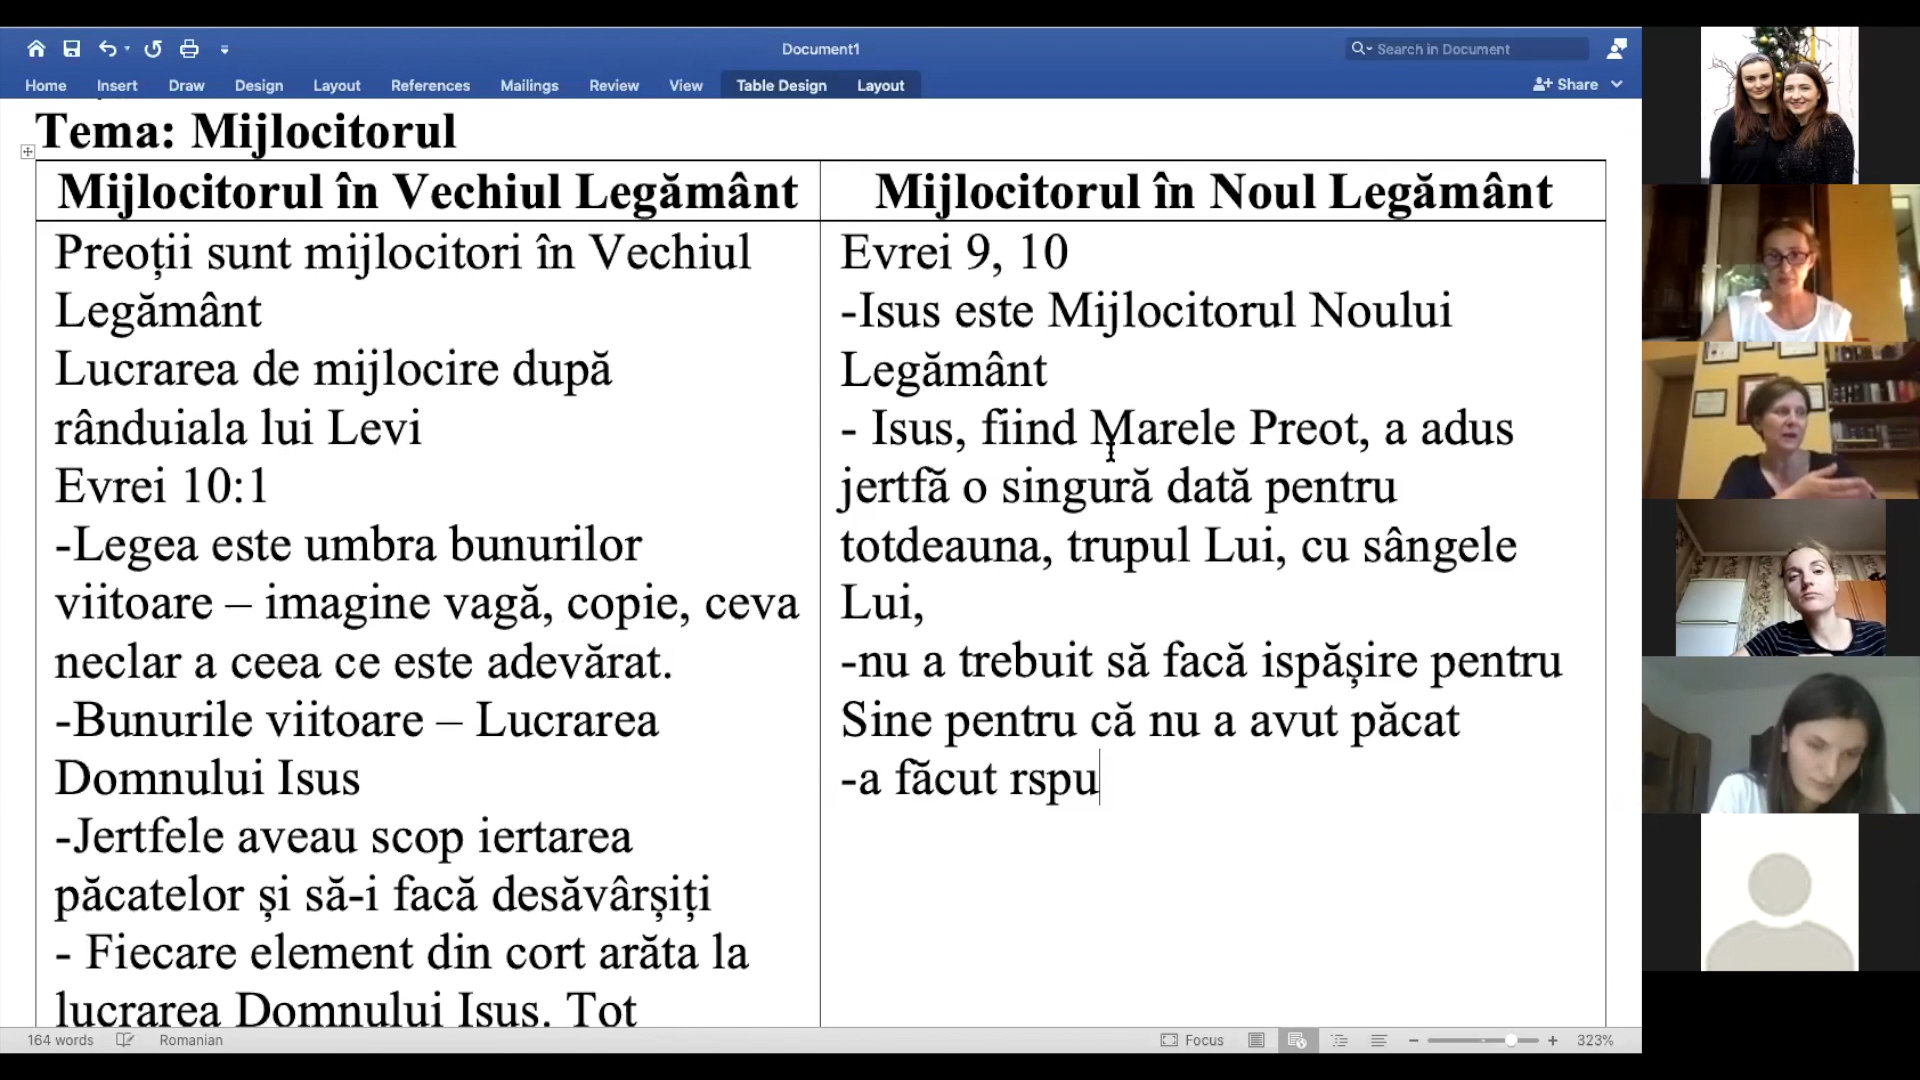 Document1
Search in Document
Home Insert Draw Design Layout References Mailings Review View Table Design Layout Share
Tema: Mijlocitorul
Mijlocitorul în Vechiul Legământ
Preoții sunt mijlocitori în Vechiul
Legământ
Lucrarea de mijlocire după
rânduiala lui Levi
Evrei 10:1
-Legea este umbra bunurilor
viitoare – imagine vagă, copie, ceva
neclar a ceea ce este adevărat.
-Bunurile viitoare – Lucrarea
Domnului Isus
-Jertfele aveau scop iertarea
păcatelor și să-i facă desăvârșiți
- Fiecare element din cort arăta la
lucrarea Domnului Isus. Tot
Mijlocitorul în Noul Legământ
Evrei 9, 10
-Isus este Mijlocitorul Noului
Legământ
- Isus, fiind Marele Preot, a adus
jertfă o singură dată pentru
totdeauna, trupul Lui, cu sângele
Lui,
-nu a trebuit să facă ispășire pentru
Sine pentru că nu a avut păcat
-a făcut rspu
164 words Romanian Focus 323%